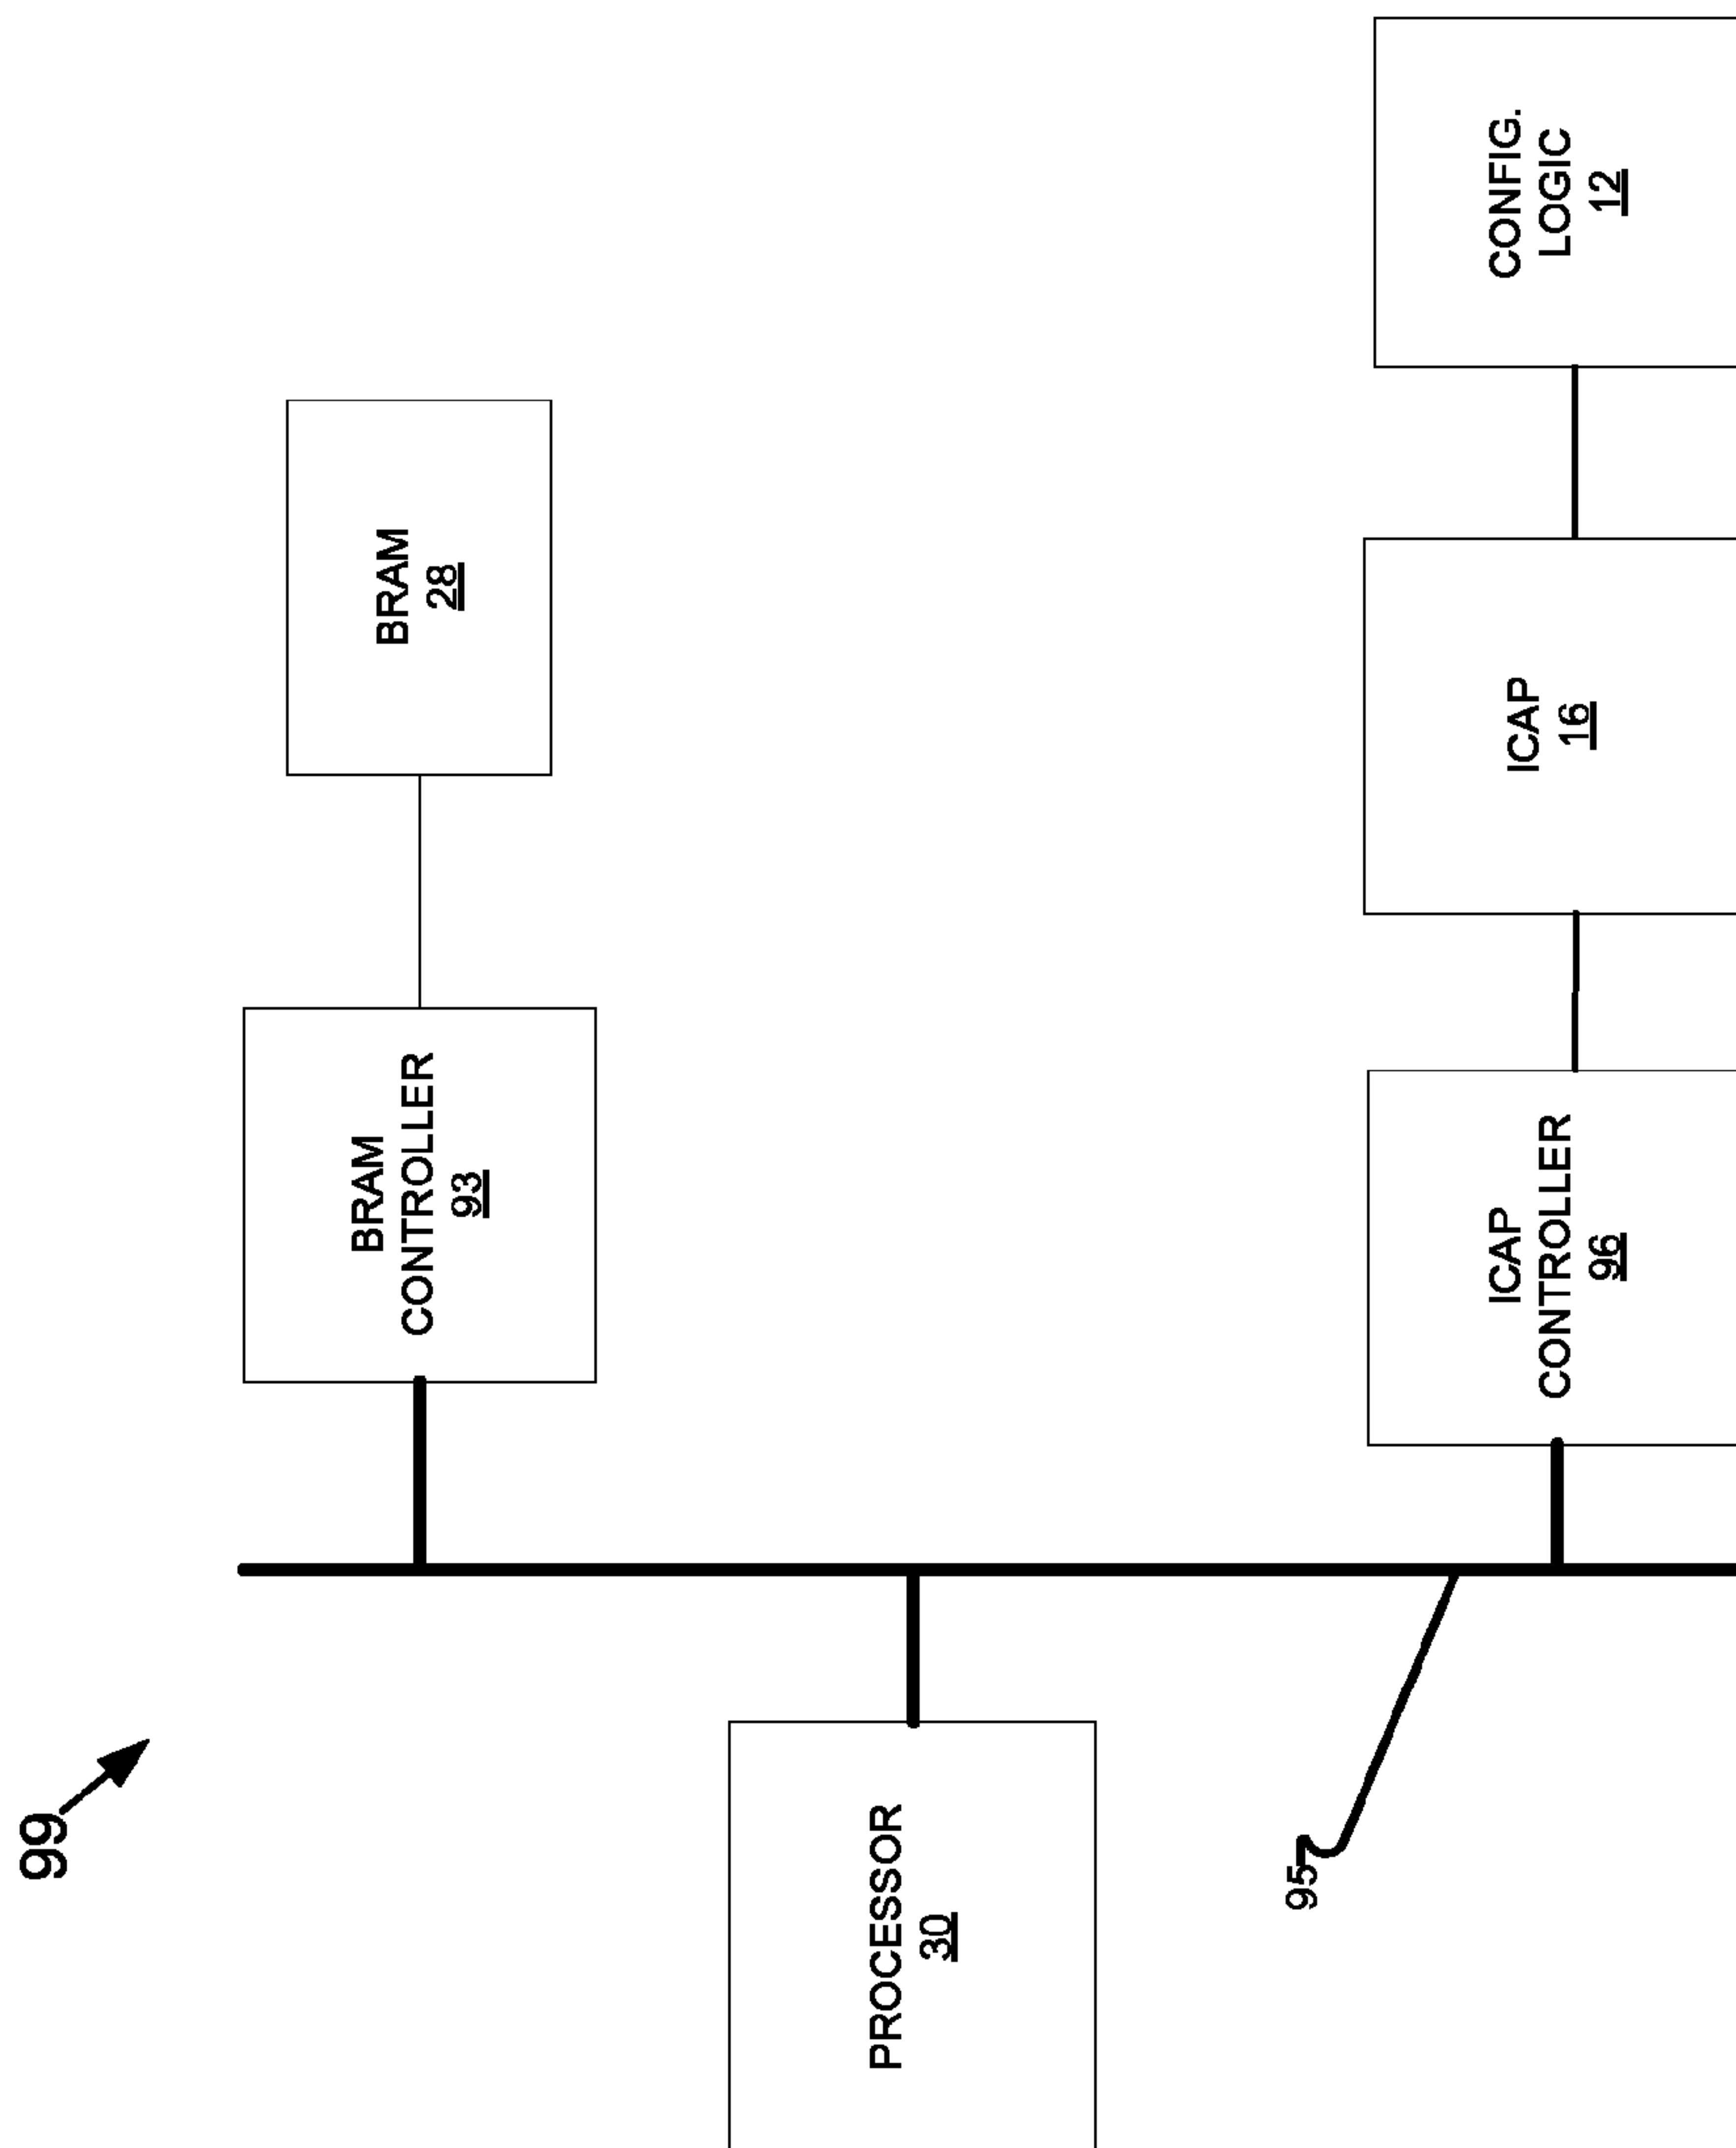 99
BRAM
CONTROLLER
93
BRAM
28
PROCESSOR
30
95
ICAP
CONTROLLER
96
ICAP
16
CONFIG.
LOGIC
12